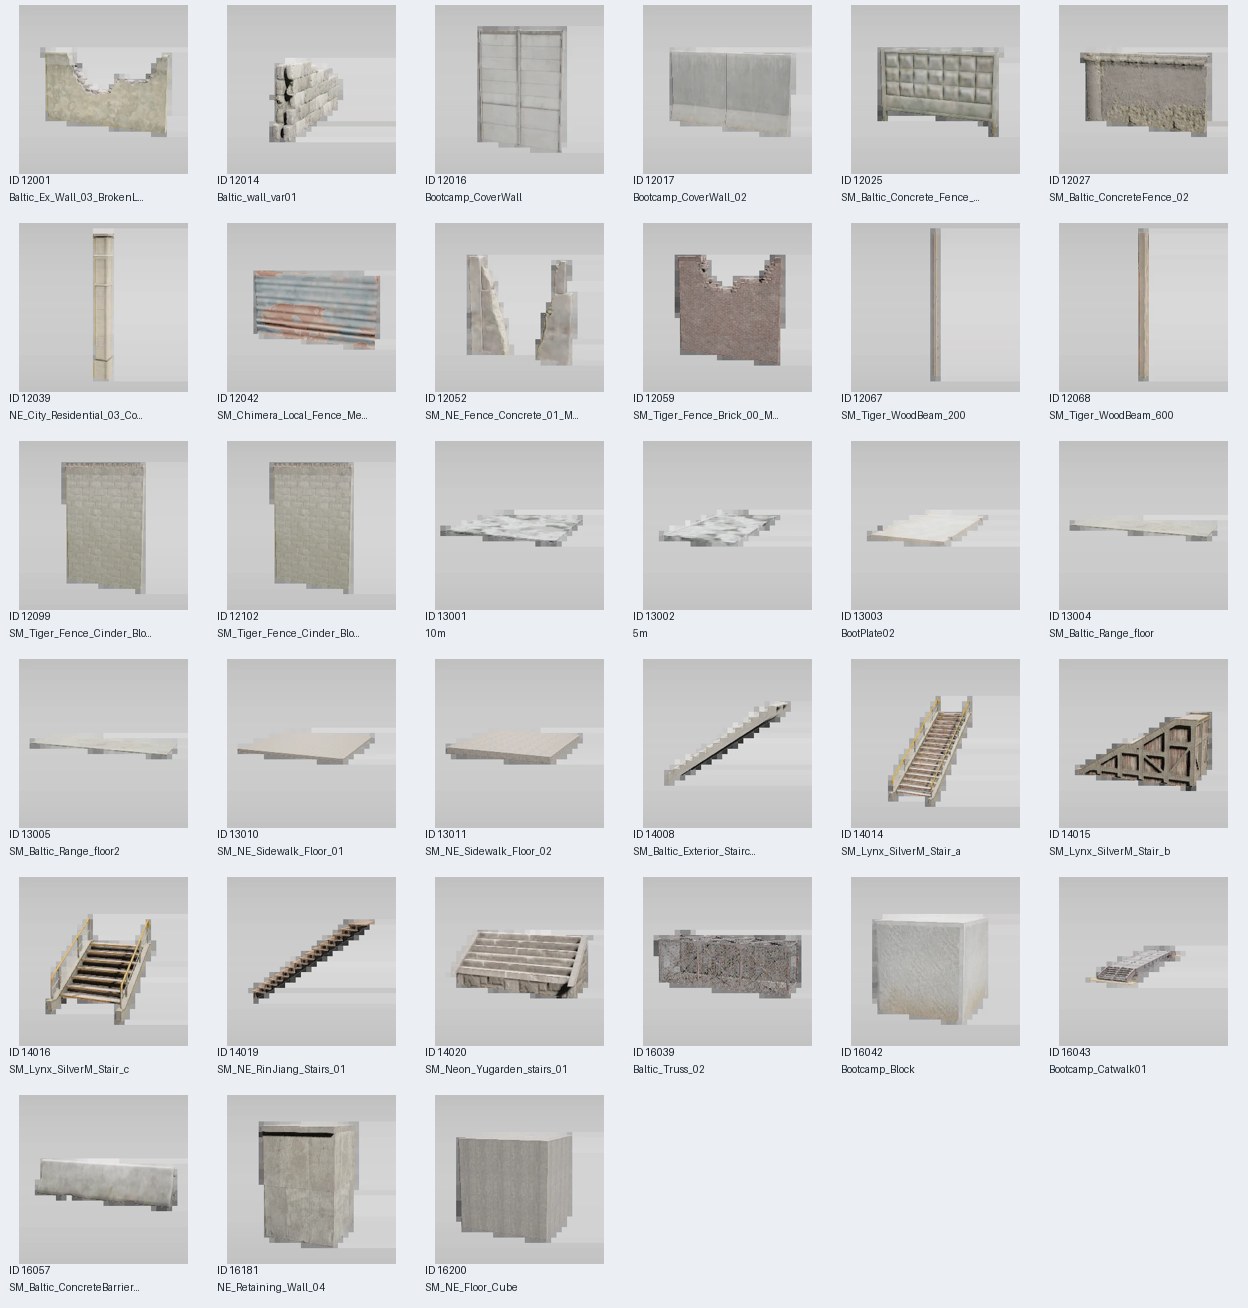 ID 12001
Baltic_Ex_Wall_03_BrokenL...
ID 12014
Baltic_wall_var01
ID 12016
Bootcamp_CoverWall
ID 12017
Bootcamp_CoverWall_02
ID 12025
SM_Baltic_Concrete_Fence_...
ID 12027
SM_Baltic_ConcreteFence_02
ID 12039
NE_City_Residential_03_Co...
ID 12042
SM_Chimera_Local_Fence_Me...
ID 12052
SM_NE_Fence_Concrete_01_M...
ID 12059
SM_Tiger_Fence_Brick_00_M...
ID 12067
SM_Tiger_WoodBeam_200
ID 12068
SM_Tiger_WoodBeam_600
ID 12099
SM_Tiger_Fence_Cinder_Blo...
ID 12102
SM_Tiger_Fence_Cinder_Blo...
ID 13001
10m
ID 13002
5m
ID 13003
BootPlate02
ID 13004
SM_Baltic_Range_floor
ID 13005
SM_Baltic_Range_floor2
ID 13010
SM_NE_Sidewalk_Floor_01
ID 13011
SM_NE_Sidewalk_Floor_02
ID 14008
SM_Baltic_Exterior_Stairc...
ID 14014
SM_Lynx_SilverM_Stair_a
ID 14015
SM_Lynx_SilverM_Stair_b
ID 14016
SM_Lynx_SilverM_Stair_c
ID 14019
SM_NE_RinJiang_Stairs_01
ID 14020
SM_Neon_Yugarden_stairs_01
ID 16039
Baltic_Truss_02
ID 16042
Bootcamp_Block
ID 16043
Bootcamp_Catwalk01
ID 16057
SM_Baltic_ConcreteBarrier...
ID 16181
NE_Retaining_Wall_04
ID 16200
SM_NE_Floor_Cube